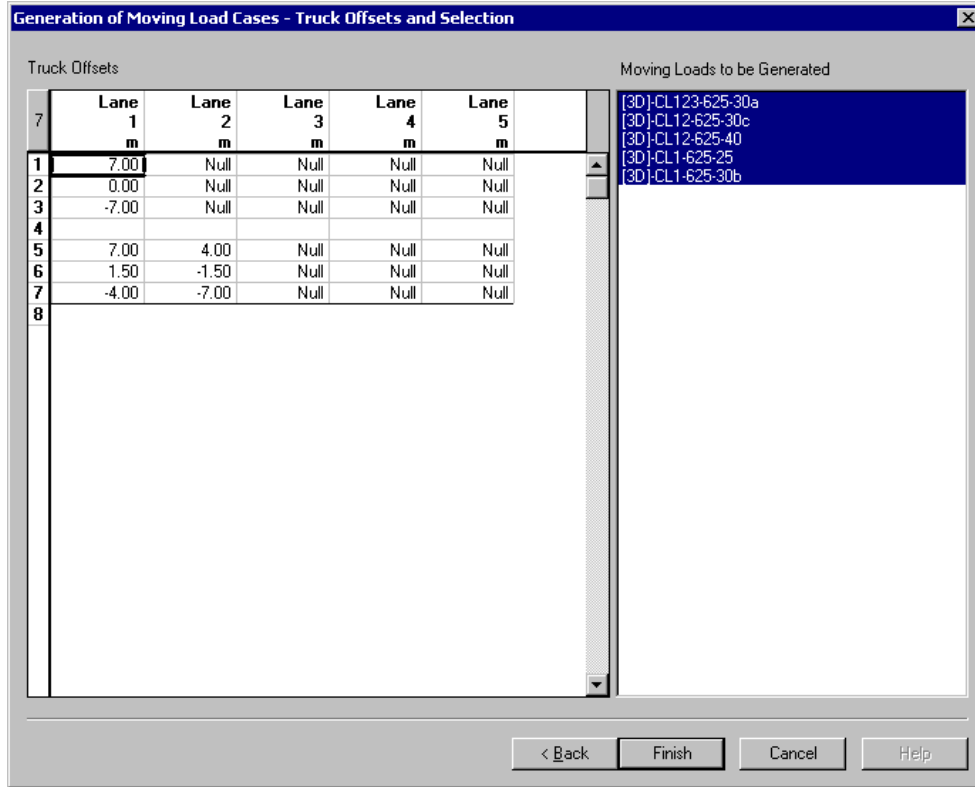 Generation of Moving Load Cases - Truck Offsets and Selection
Truck Offsets
Moving Loads to be Generated
7 Lane 1 m Lane 2 m Lane 3 m Lane 4 m Lane 5 m
1 7.00 Null Null Null Null
2 0.00 Null Null Null Null
3 -7.00 Null Null Null Null
4
5 7.00 4.00 Null Null Null
6 1.50 -1.50 Null Null Null
7 -4.00 -7.00 Null Null Null
8
[3D]-CL123-625-30a
[3D]-CL12-625-30c
[3D]-CL12-625-40
[3D]-CL1-625-25
[3D]-CL1-625-30b
< Back Finish Cancel Help